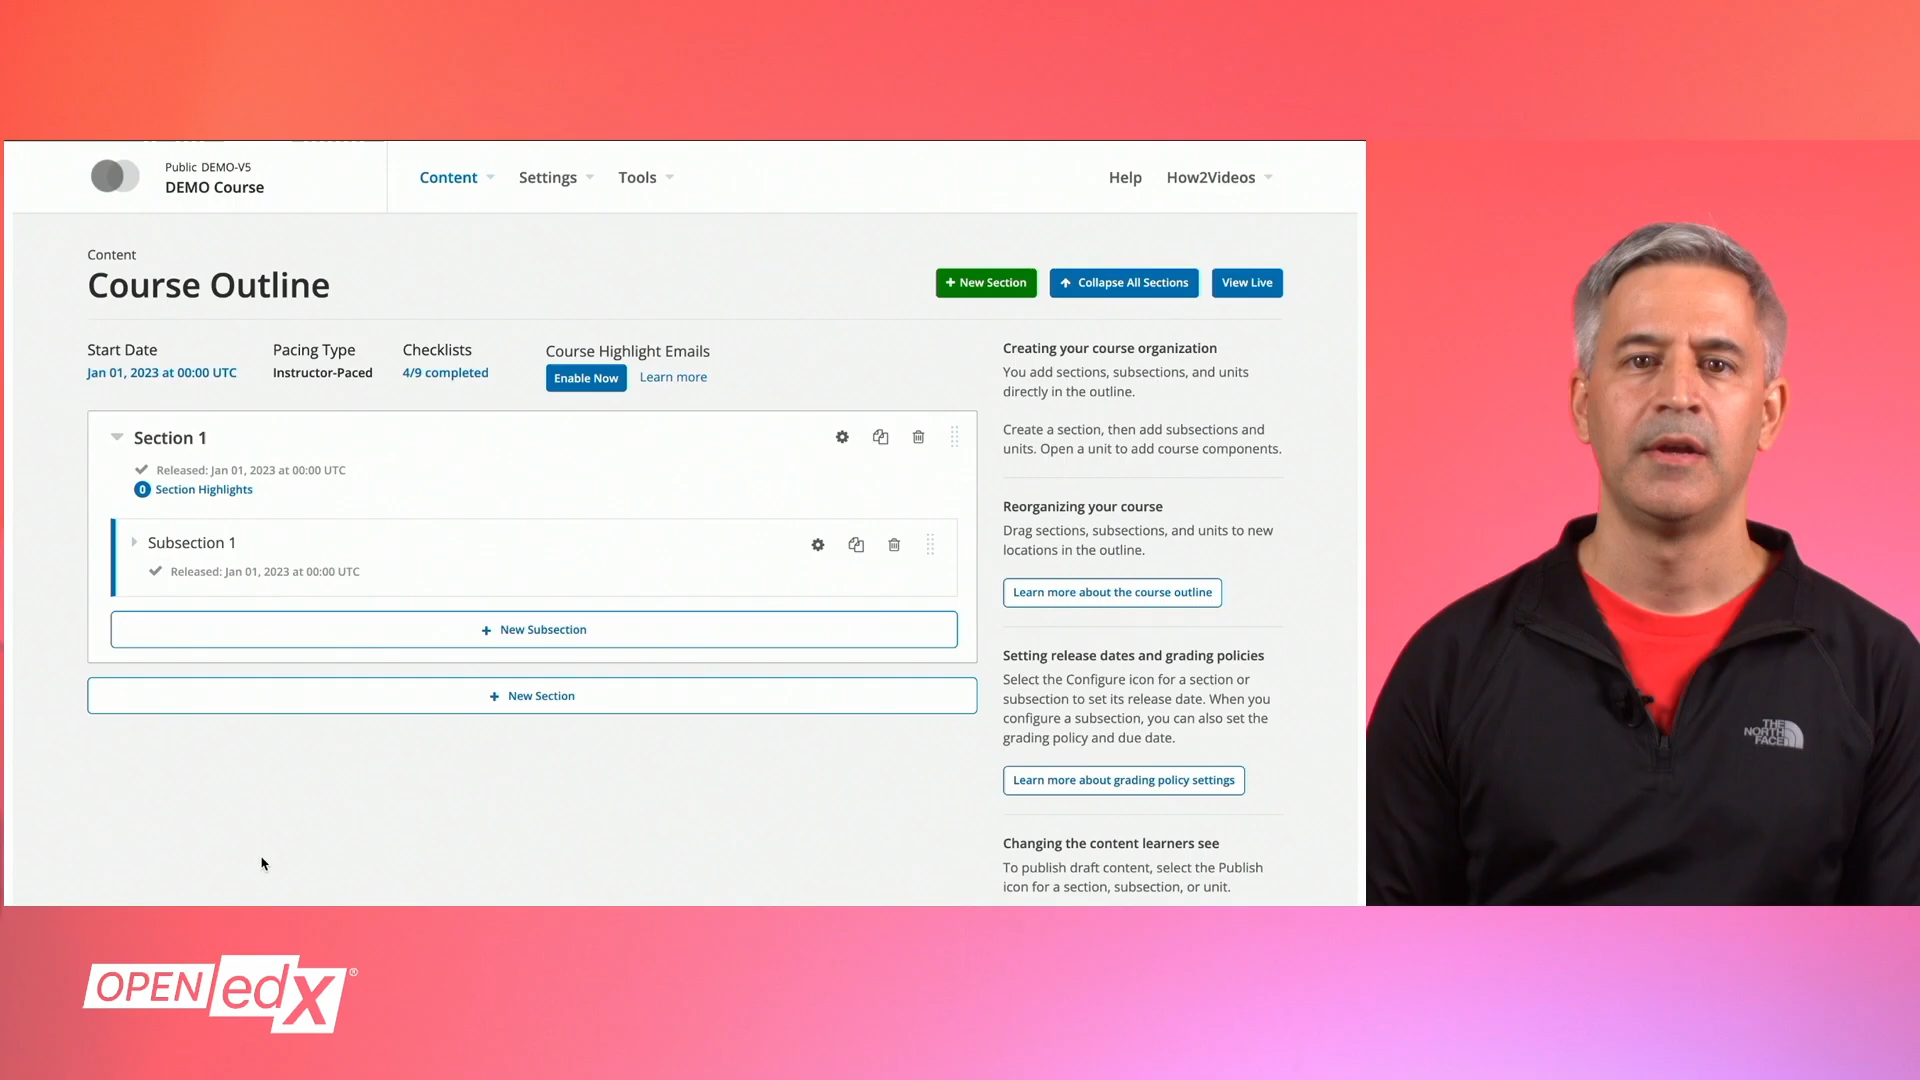 Public DEMO-V5
DEMO Course
Content
Settings
Tools
Help
How2Videos
Content
Course Outline
+ New Section
Collapse All Sections
View Live
Start Date
Jan 01, 2023 at 00:00 UTC
Pacing Type
Instructor-Paced
Checklists
4/9 completed
Course Highlight Emails
Enable Now
Learn more
Section 1
Released: Jan 01, 2023 at 00:00 UTC
0 Section Highlights
Subsection 1
Released: Jan 01, 2023 at 00:00 UTC
+ New Subsection
+ New Section
Creating your course organization
You add sections, subsections, and units
directly in the outline.
Create a section, then add subsections and
units. Open a unit to add course components.
Reorganizing your course
Drag sections, subsections, and units to new
locations in the outline.
Learn more about the course outline
Setting release dates and grading policies
Select the Configure icon for a section or
subsection to set its release date. When you
configure a subsection, you can also set the
grading policy and due date.
Learn more about grading policy settings
Changing the content learners see
To publish draft content, select the Publish
icon for a section, subsection, or unit.
THE
NORTH
FACE
OPEN edX®